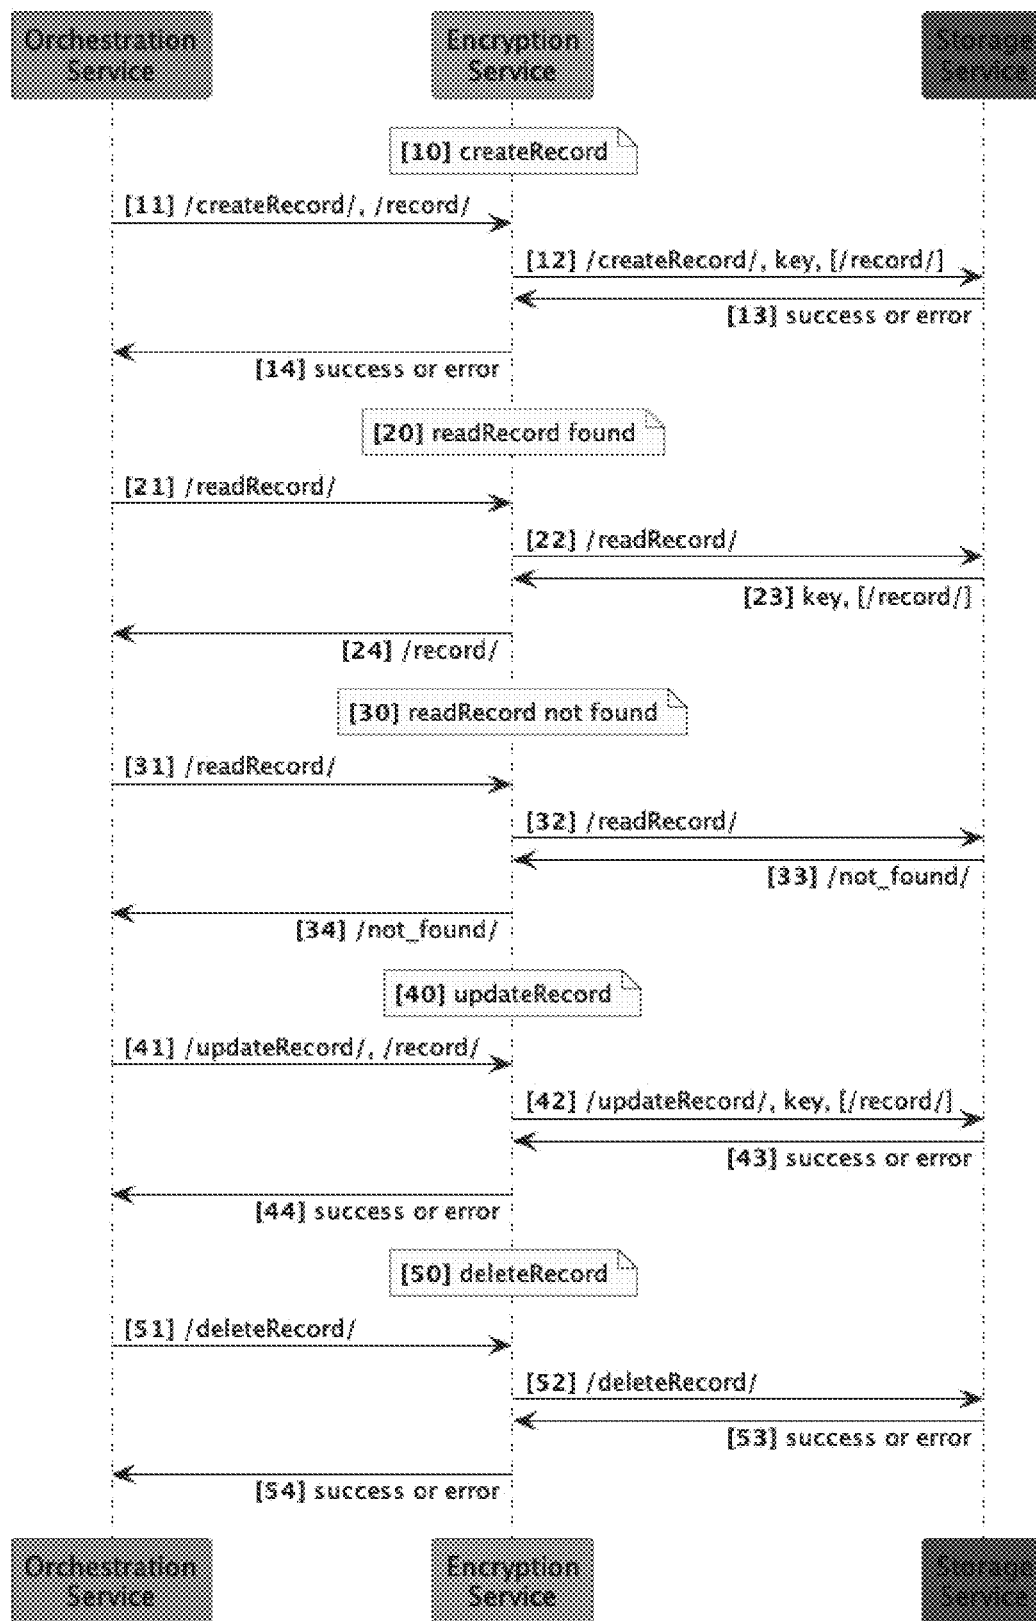 Orchestration
Service
Encryption
Service
Storage
Service
[10] createRecord
[11] /createRecord/, /record/
[12] /createRecord/, key, [/record/]
[13] success or error
[14] success or error
[20] readRecord found
[21] /readRecord/
[22] /readRecord/
[23] key, [/record/]
[24] /record/
[30] readRecord not found
[31] /readRecord/
[32] /readRecord/
[33] /not_found/
[34] /not_found/
[40] updateRecord
[41] /updateRecord/, /record/
[42] /updateRecord/, key, [/record/]
[43] success or error
[44] success or error
[50] deleteRecord
[51] /deleteRecord/
[52] /deleteRecord/
[53] success or error
[54] success or error
Orchestration
Service
Encryption
Service
Storage
Service